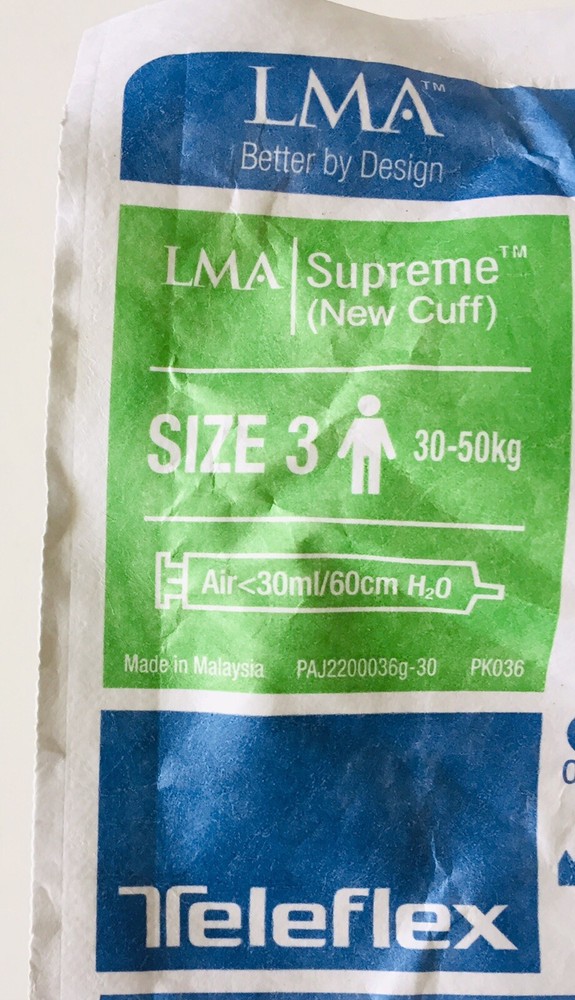 LMA™
Better by Design
LMA | Supreme™
(New Cuff)
SIZE 3 30-50kg
Air<30ml/60cm H₂O
Made in Malaysia PAJ2200036g-30 PK036
Teleflex